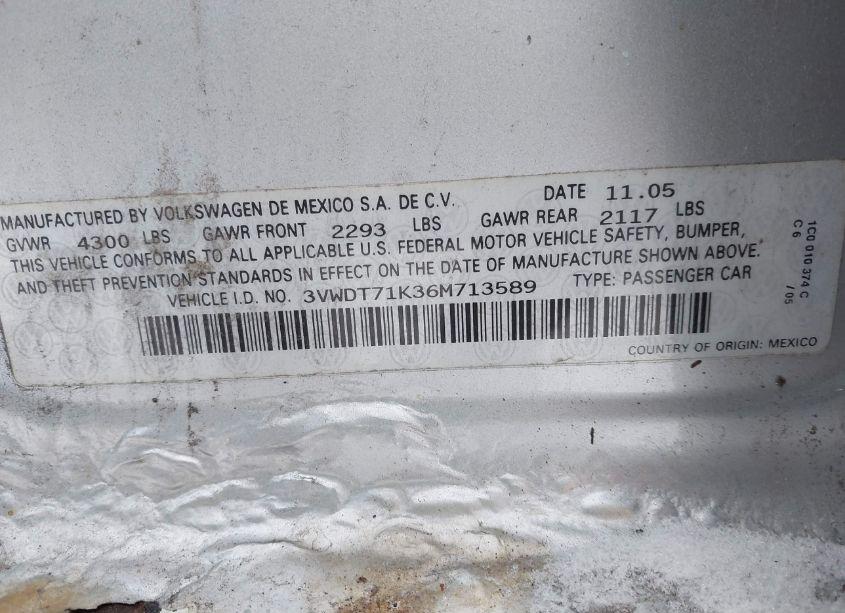 MANUFACTURED BY VOLKSWAGEN DE MEXICO S.A. DE C.V. DATE 11.05
GVWR 4300 LBS GAWR FRONT 2293 LBS GAWR REAR 2117 LBS
THIS VEHICLE CONFORMS TO ALL APPLICABLE U.S. FEDERAL MOTOR VEHICLE SAFETY, BUMPER,
AND THEFT PREVENTION STANDARDS IN EFFECT ON THE DATE OF MANUFACTURE SHOWN ABOVE.
VEHICLE I.D. NO. 3VWDT71K36M713589 TYPE: PASSENGER CAR
COUNTRY OF ORIGIN: MEXICO
1C0 010 374 C
C6 / 05